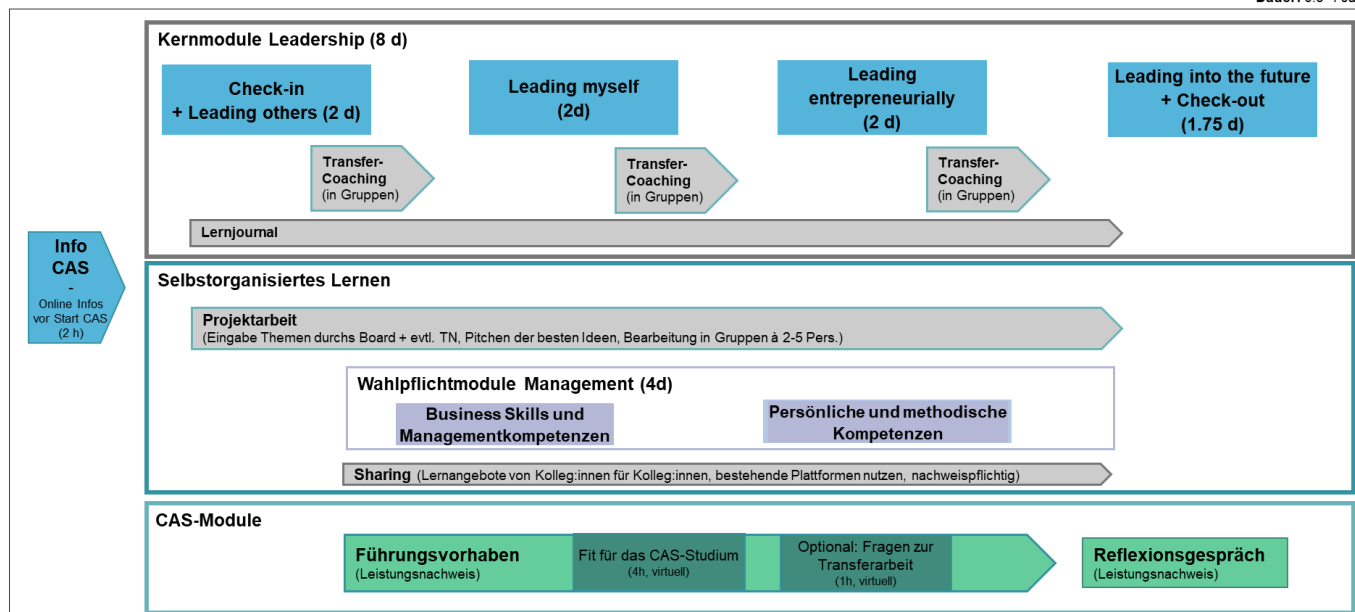 Kernmodule Leadership (8 d)
Check-in
+ Leading others (2 d)
Leading myself
(2d)
Leading
entrepreneurially
(2 d)
Leading into the future
+ Check-out
(1.75 d)
Transfer-
Coaching
(in Gruppen)
Transfer-
Coaching
(in Gruppen)
Transfer-
Coaching
(in Gruppen)
Lernjournal
Info
CAS
-
Online Infos
vor Start CAS
(2 h)
Selbstorganisiertes Lernen
Projektarbeit
(Eingabe Themen durchs Board + evtl. TN, Pitchen der besten Ideen, Bearbeitung in Gruppen à 2-5 Pers.)
Wahlpflichtmodule Management (4d)
Business Skills und
Managementkompetenzen
Persönliche und methodische
Kompetenzen
Sharing (Lernangebote von Kolleg:innen für Kolleg:innen, bestehende Plattformen nutzen, nachweispflichtig)
CAS-Module
Führungsvorhaben
(Leistungsnachweis)
Fit für das CAS-Studium
(4h, virtuell)
Optional: Fragen zur
Transferarbeit
(1h, virtuell)
Reflexionsgespräch
(Leistungsnachweis)